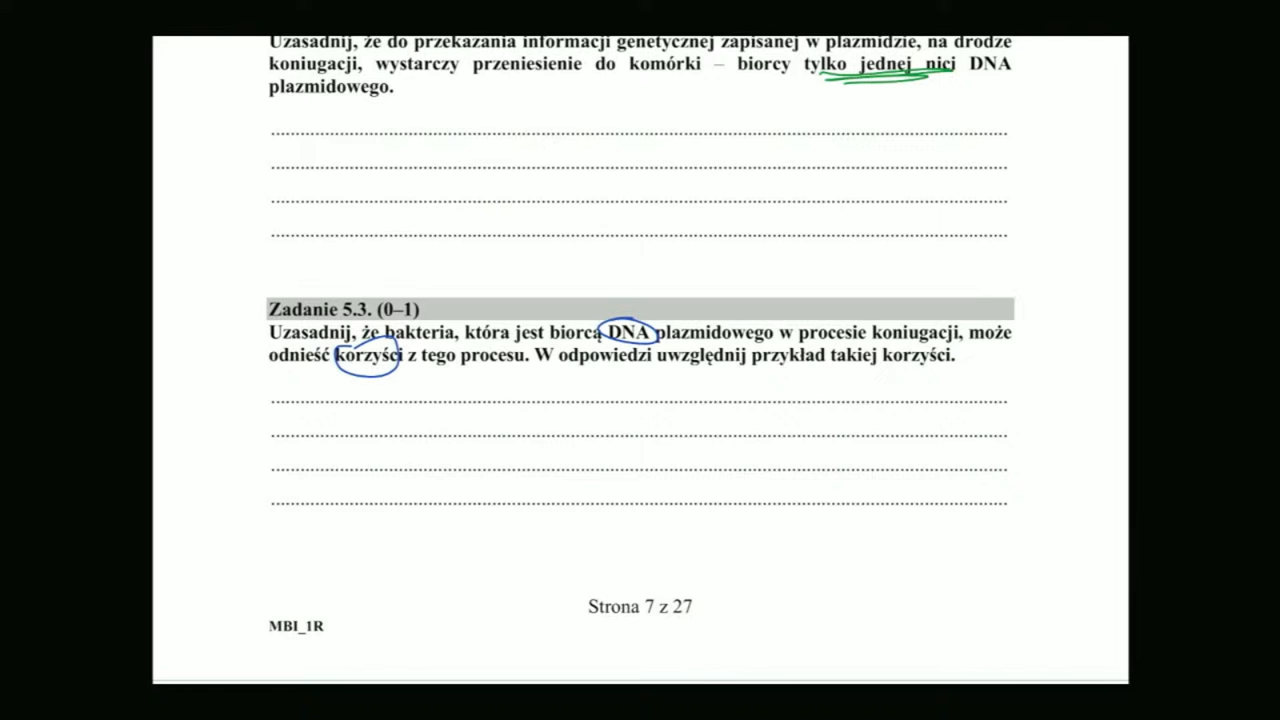 Uzasadnij, że do przekazania informacji genetycznej zapisanej w plazmidzie, na drodze
koniugacji, wystarczy przeniesienie do komórki – biorcy tylko jednej nici DNA
plazmidowego.
Zadanie 5.3. (0–1)
Uzasadnij, że bakteria, która jest biorcą DNA plazmidowego w procesie koniugacji, może
odnieść korzyści z tego procesu. W odpowiedzi uwzględnij przykład takiej korzyści.
Strona 7 z 27
MBI_1R